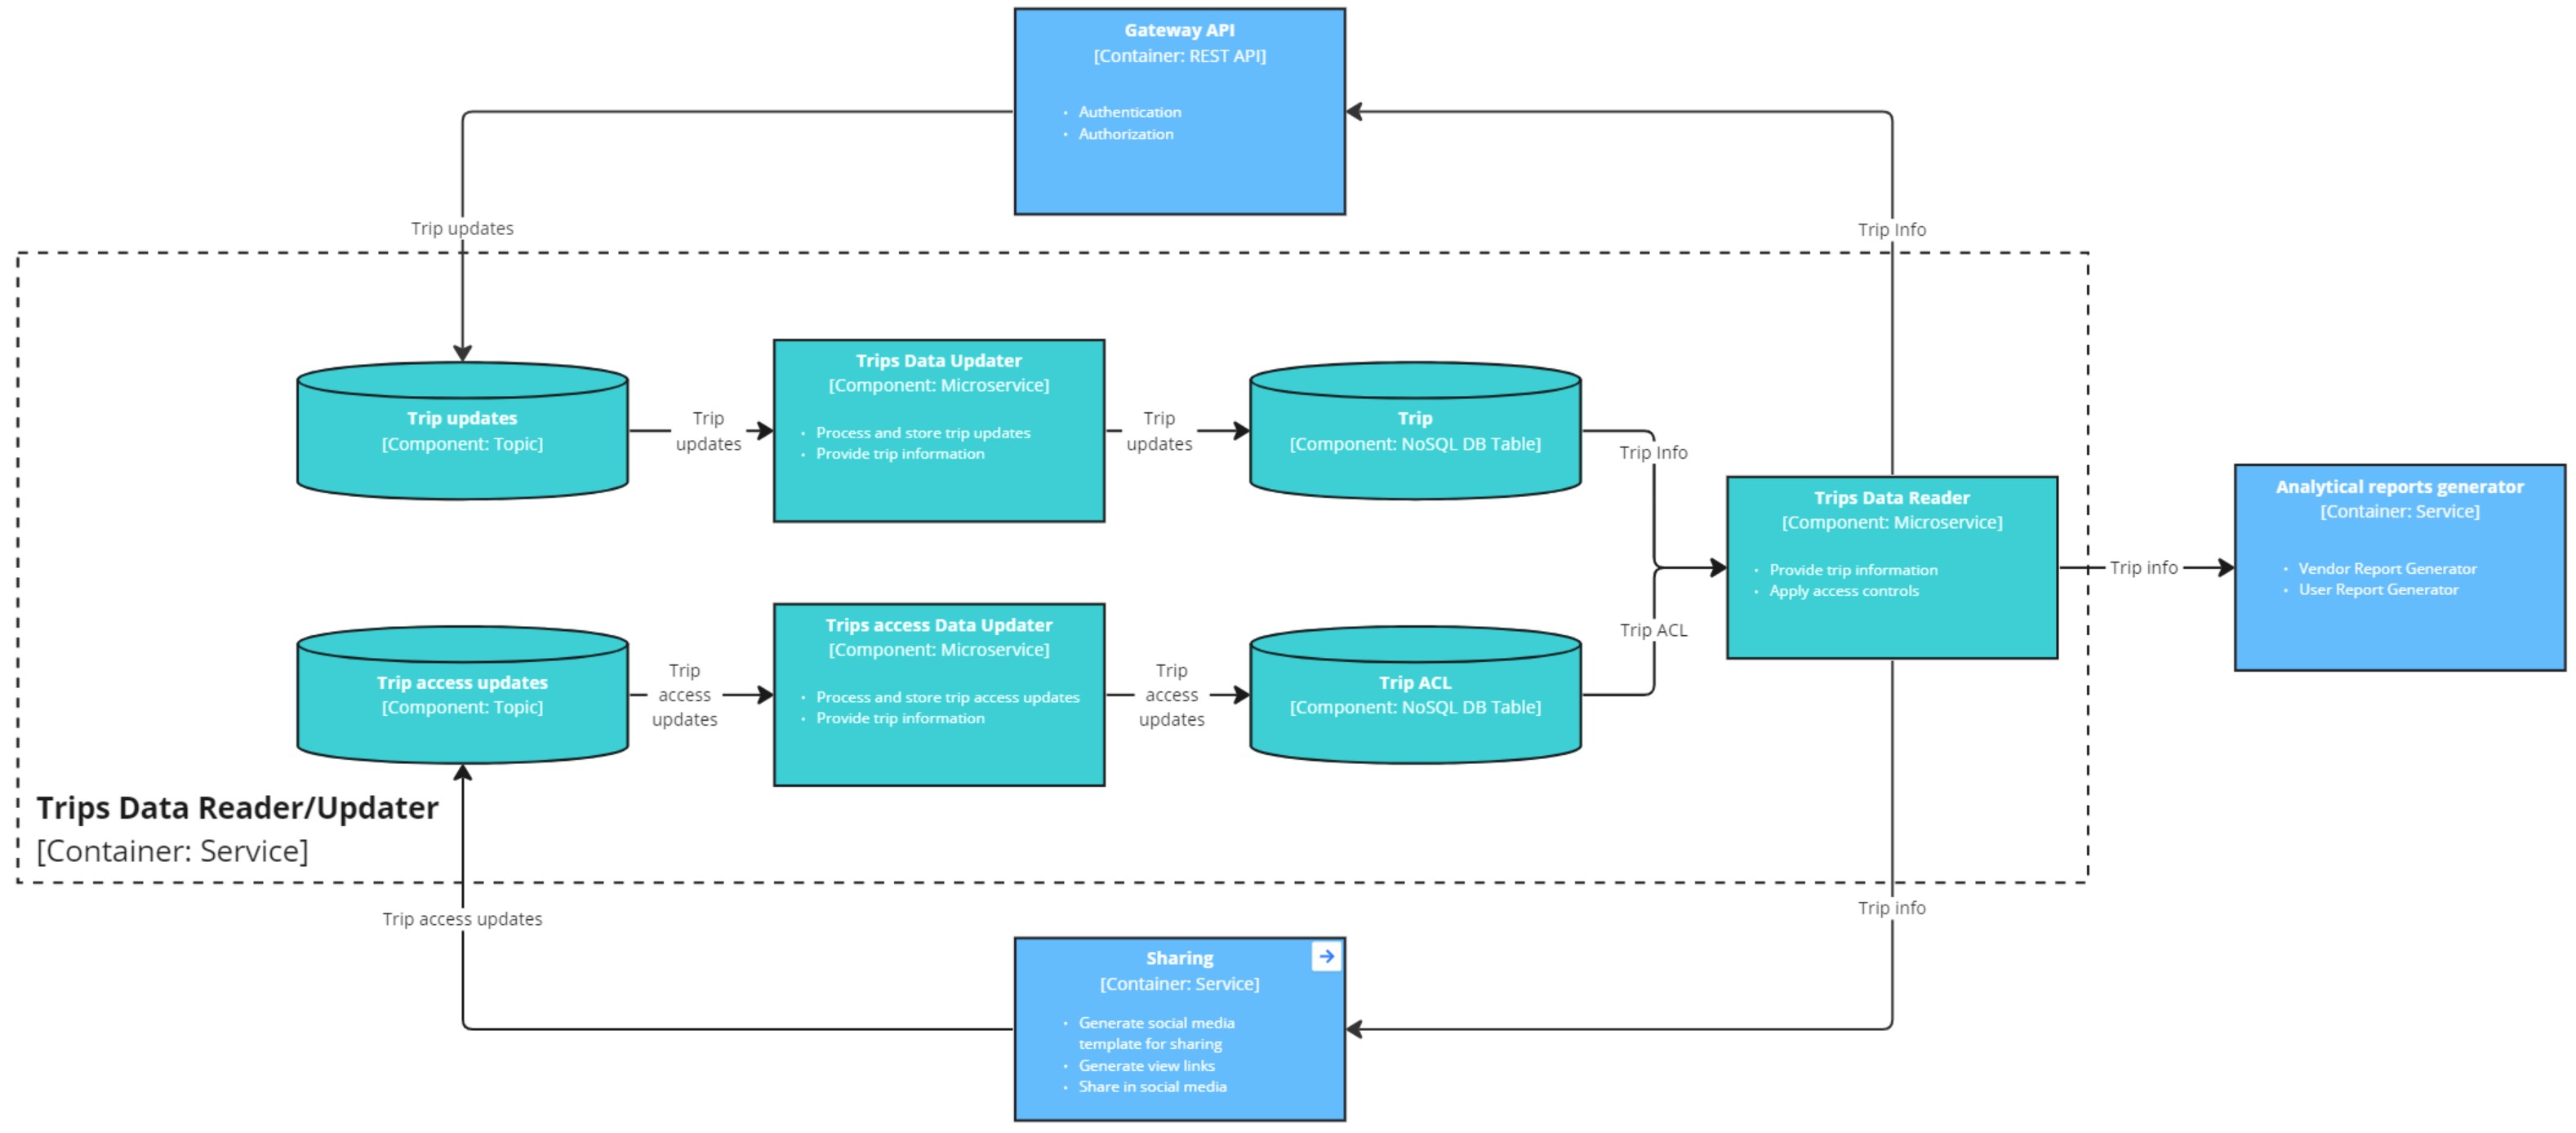 Gateway API
[Container: REST API]
• Authentication
• Authorization
Trip updates
Trip Info
Trip updates
[Component: Topic]
Trip
updates
Trips Data Updater
[Component: Microservice]
• Process and store trip updates
• Provide trip information
Trip
updates
Trip
[Component: NoSQL DB Table]
Trip Info
Trips Data Reader
[Component: Microservice]
• Provide trip information
• Apply access controls
Trip info
Analytical reports generator
[Container: Service]
• Vendor Report Generator
• User Report Generator
Trip access updates
[Component: Topic]
Trip
access
updates
Trips access Data Updater
[Component: Microservice]
• Process and store trip access updates
• Provide trip information
Trip
access
updates
Trip ACL
[Component: NoSQL DB Table]
Trip ACL
Trips Data Reader/Updater
[Container: Service]
Trip access updates
Trip info
Sharing
[Container: Service]
• Generate social media
template for sharing
• Generate view links
• Share in social media